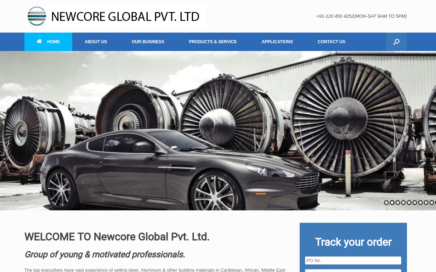 NEWCORE GLOBAL PVT. LTD
+91-120 450 4252(MON-SAT 9AM TO 5PM)
HOME ABOUT US OUR BUSINESS PRODUCTS & SERVICE APPLICATIONS CONTACT US
WELCOME TO Newcore Global Pvt. Ltd.
Group of young & motivated professionals.
The top executives have vast experience of selling steel, Aluminum & other building materials in Caribbean, African, Middle East
Track your order
PO No.